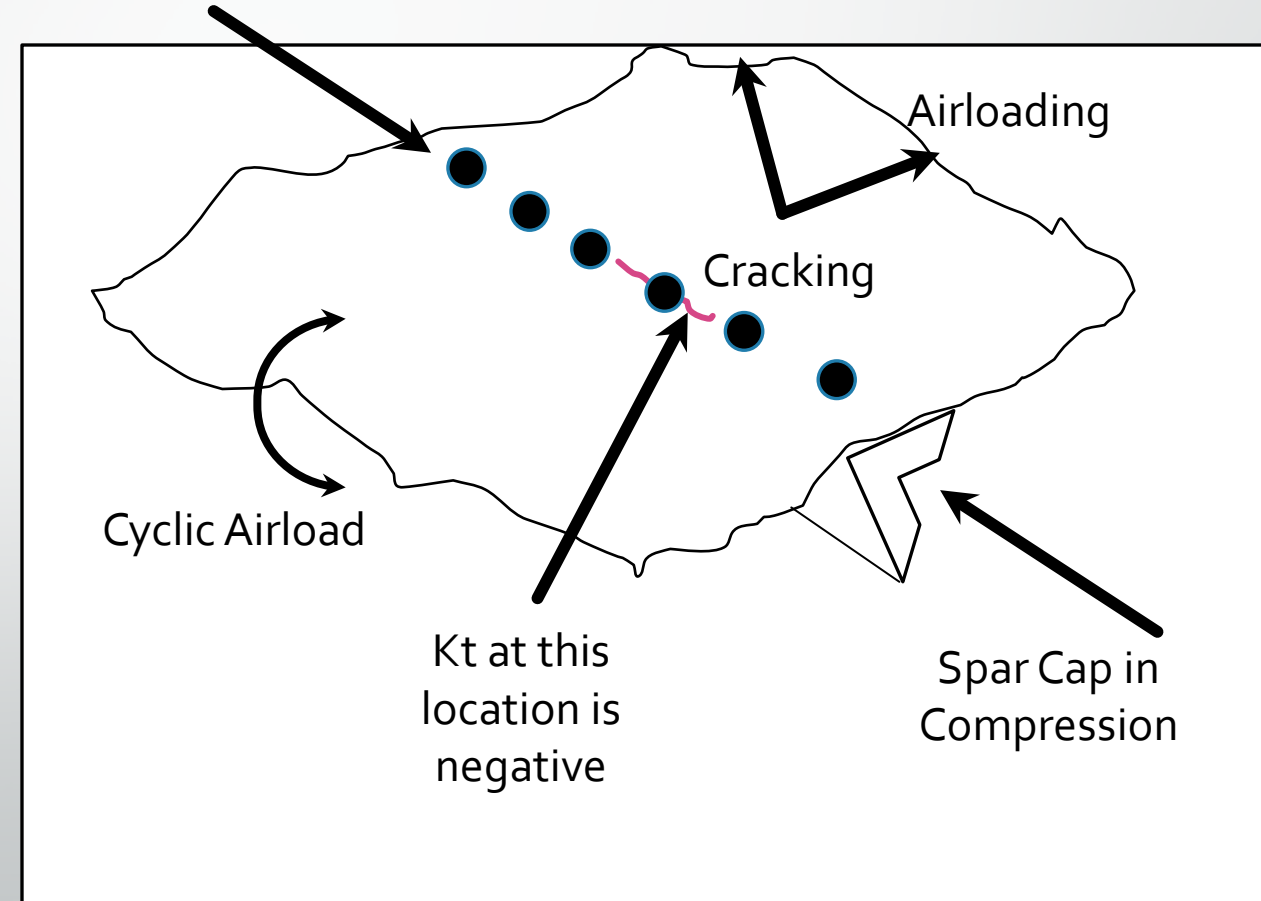 Airloading
Cracking
Cyclic Airload
Kt at this
location is
negative
Spar Cap in
Compression